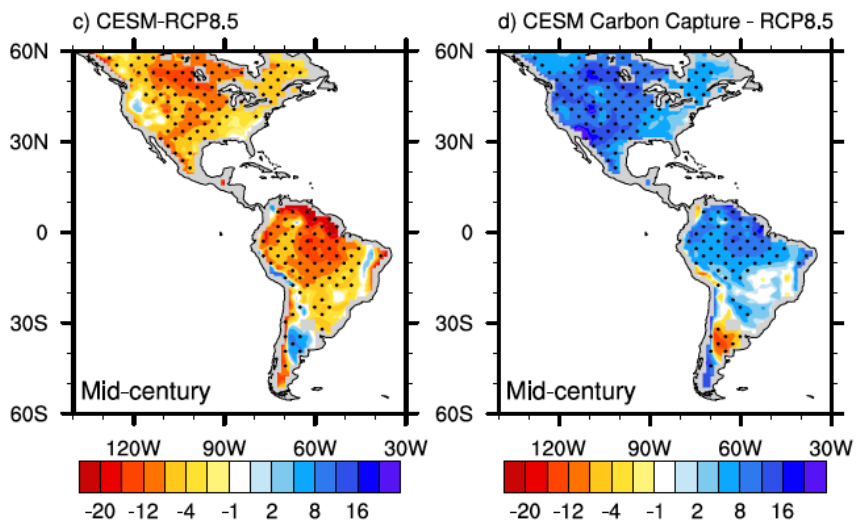 c) CESM-RCP8.5
d) CESM Carbon Capture - RCP8.5
60N
30N
0
30S
60S
Mid-century
120W 90W 60W 30W
-20 -12 -4 -1 2 8 16
60N
30N
0
30S
60S
Mid-century
120W 90W 60W 30W
-20 -12 -4 -1 2 8 16